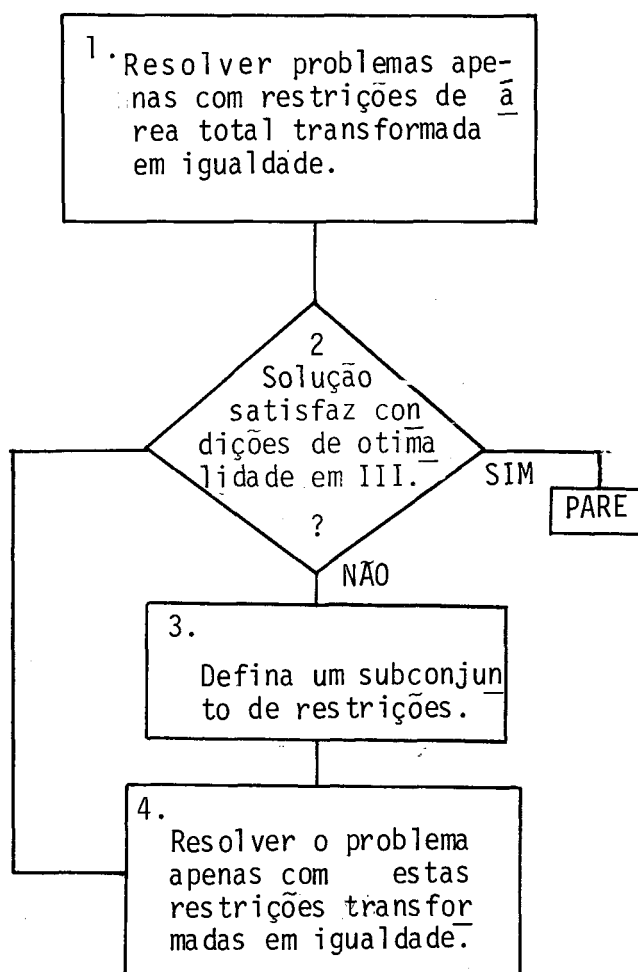 1.
Resolver problemas ape-
nas com restrições de á
rea total transformada
em igualdade.
2
Solução
satisfaz con
dições de otima
lidade em III.
?
SIM
PARE
NÃO
3.
Defina um subconjun
to de restrições.
4.
Resolver o problema
apenas com estas
restrições transfor
madas em igualdade.